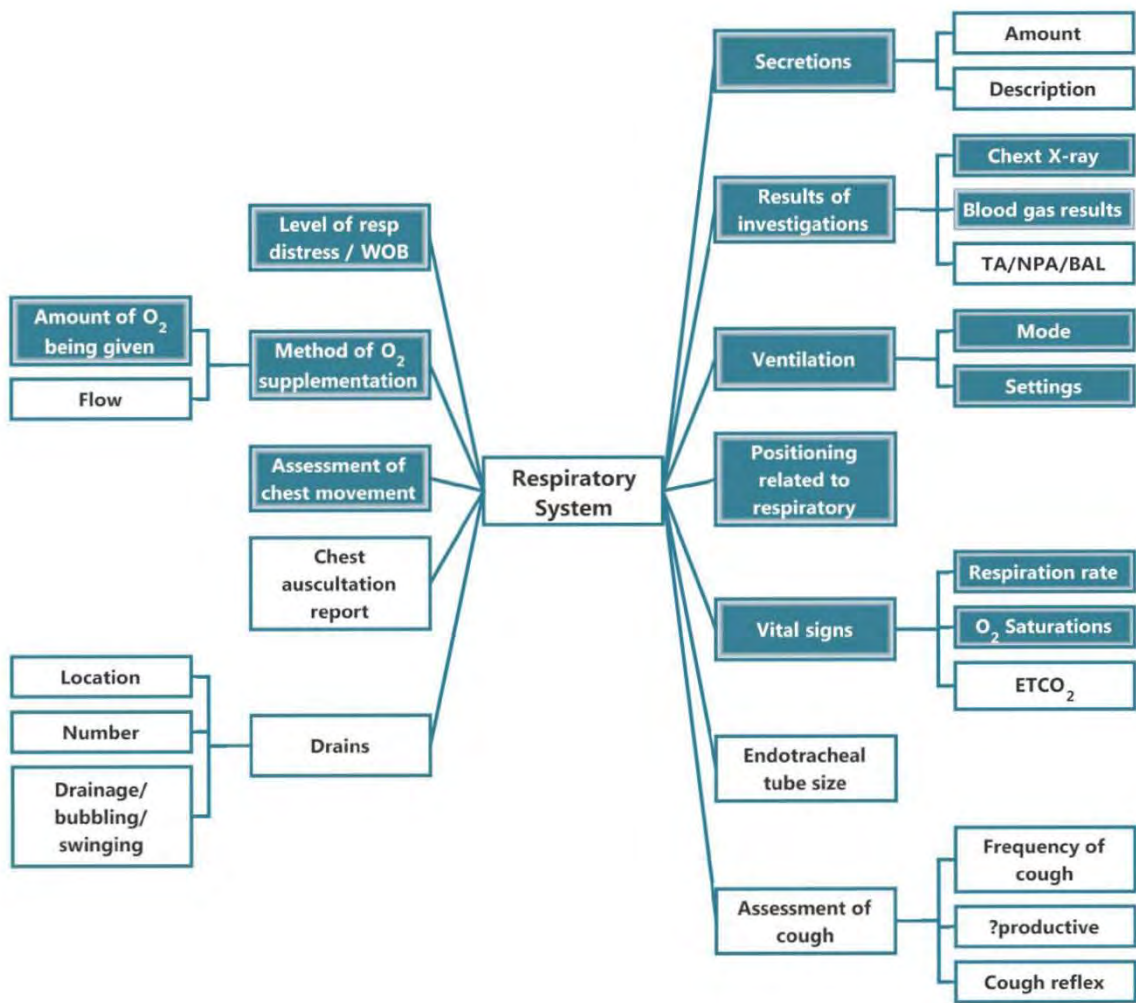 Secretions
Amount
Description
Results of
investigations
Chext X-ray
Blood gas results
TA/NPA/BAL
Level of resp
distress / WOB
Amount of O₂
being given
Flow
Method of O₂
supplementation
Ventilation
Mode
Settings
Assessment of
chest movement
Respiratory
System
Positioning
related to
respiratory
Chest
auscultation
report
Vital signs
Respiration rate
O₂ Saturations
ETCO₂
Location
Number
Drainage/
bubbling/
swinging
Drains
Endotracheal
tube size
Assessment of
cough
Frequency of
cough
?productive
Cough reflex